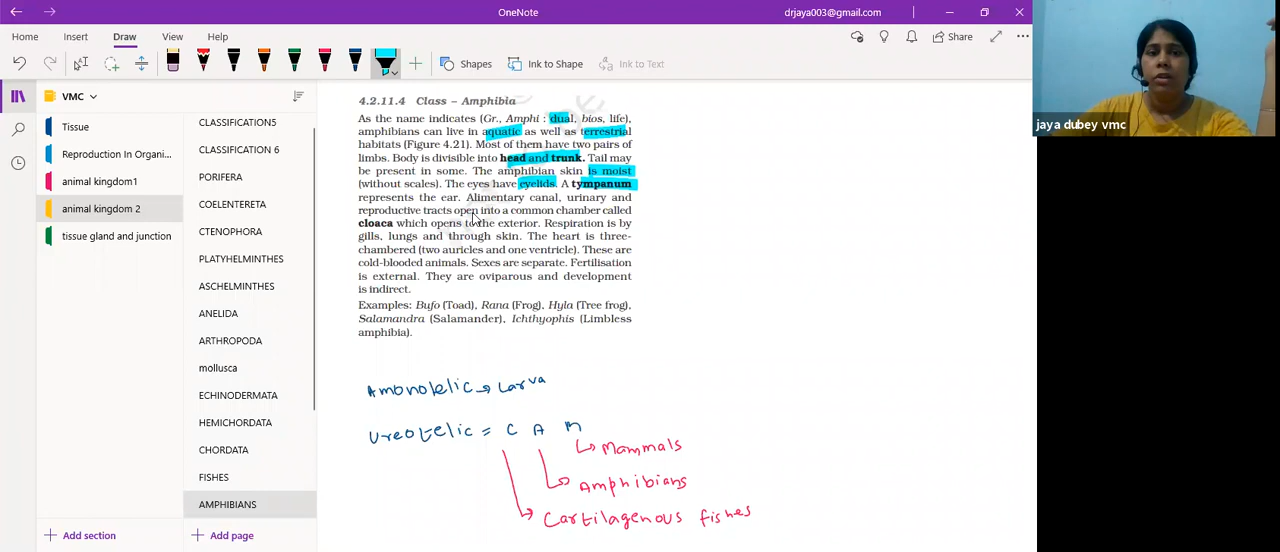 OneNote
drjaya003@gmail.com
Home
Insert
Draw
View
Help
Share
Shapes
Ink to Shape
Ink to Text
VMC
Tissue
Reproduction In Organi...
animal kingdom1
animal kingdom 2
tissue gland and junction
Add section
CLASSIFICATION5
CLASSIFICATION 6
PORIFERA
COELENTERETA
CTENOPHORA
PLATYHELMINTHES
ASCHELMINTHES
ANELIDA
ARTHROPODA
mollusca
ECHINODERMATA
HEMICHORDATA
CHORDATA
FISHES
AMPHIBIANS
Add page
4.2.11.4 Class – Amphibia
As the name indicates (Gr., Amphi : dual, bios, life),
amphibians can live in aquatic as well as terrestrial
habitats (Figure 4.21). Most of them have two pairs of
limbs. Body is divisible into head and trunk. Tail may
be present in some. The amphibian skin is moist
(without scales). The eyes have eyelids. A tympanum
represents the ear. Alimentary canal, urinary and
reproductive tracts open into a common chamber called
cloaca which opens to the exterior. Respiration is by
gills, lungs and through skin. The heart is three-
chambered (two auricles and one ventricle). These are
cold-blooded animals. Sexes are separate. Fertilisation
is external. They are oviparous and development
is indirect.
Examples: Bufo (Toad), Rana (Frog), Hyla (Tree frog),
Salamandra (Salamander), Ichthyophis (Limbless
amphibia).
Amonotelic → Larva
Ureotelic = C A M
Mammals
Amphibians
Cartilagenous fishes
jaya dubey vmc